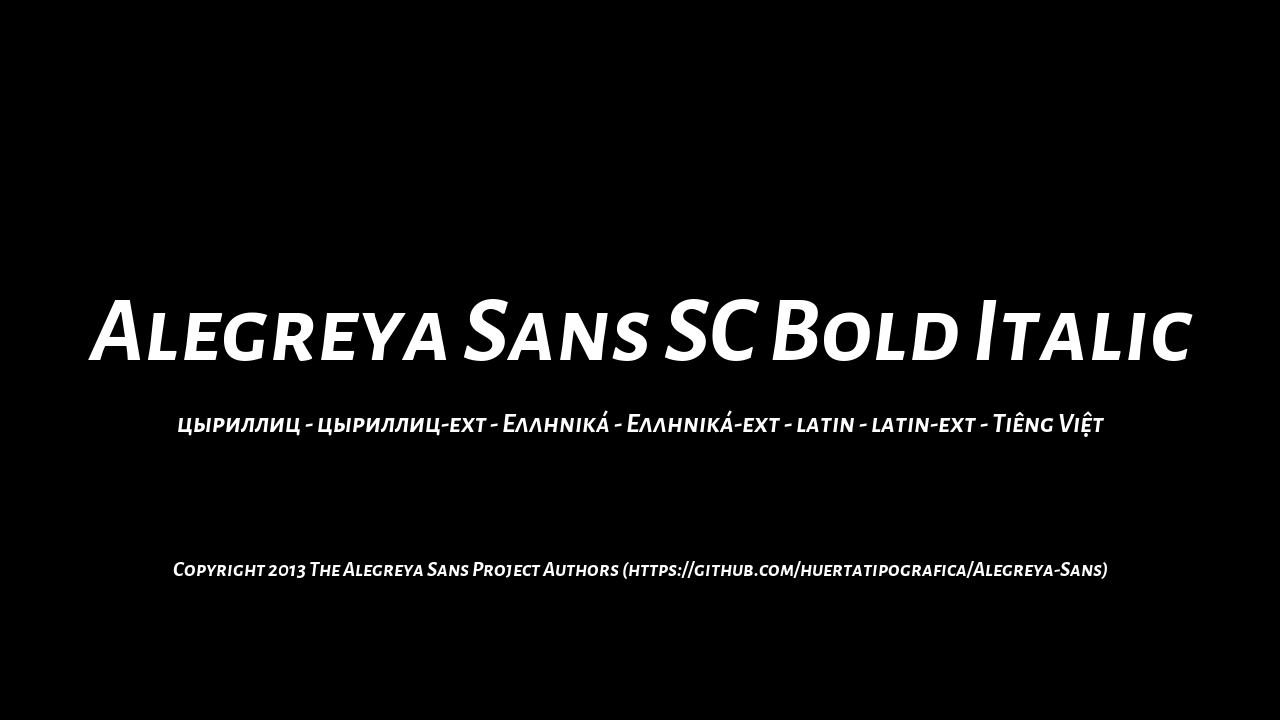 Alegreya Sans SC Bold Italic
цыриллиц - цыриллиц-ext - Ελληνικά - Ελληνικά-ext - latin - latin-ext - Tiêng Việt
Copyright 2013 The Alegreya Sans Project Authors (https://github.com/huertatipografica/Alegreya-Sans)